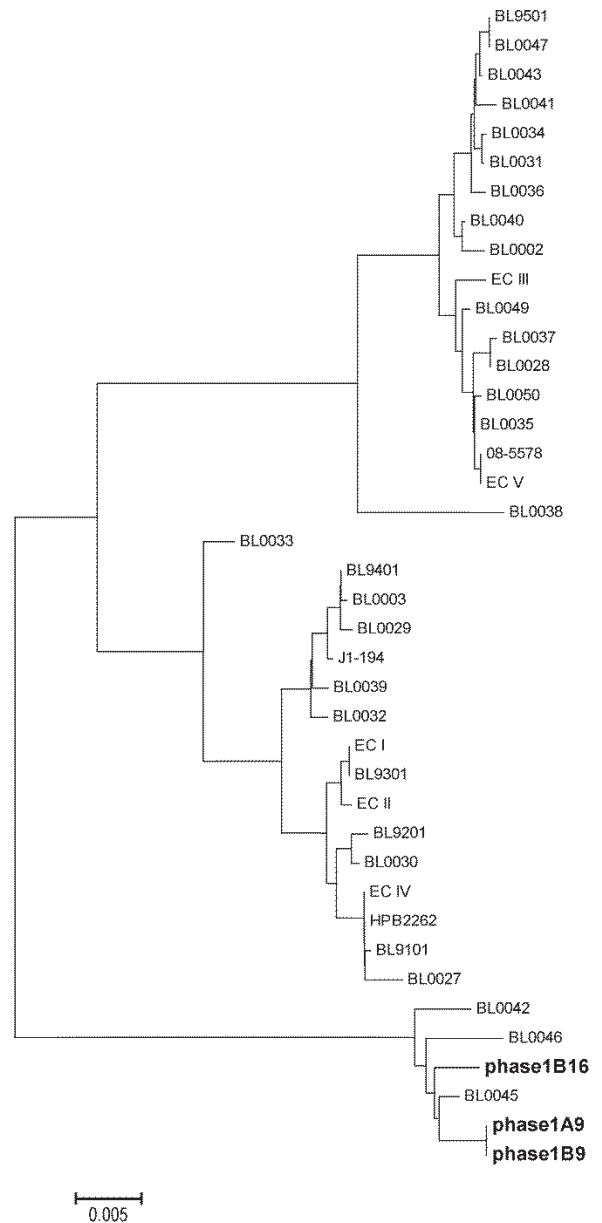 BL9501
BL0047
BL0043
BL0041
BL0034
BL0031
BL0036
BL0040
BL0002
EC III
BL0049
BL0037
BL0028
BL0050
BL0035
08-5578
EC V
BL0038
BL0033
BL9401
BL0003
BL0029
J1-194
BL0039
BL0032
EC I
BL9301
EC II
BL9201
BL0030
EC IV
HPB2262
BL9101
BL0027
BL0042
BL0046
phase1B16
BL0045
phase1A9
phase1B9
0.005